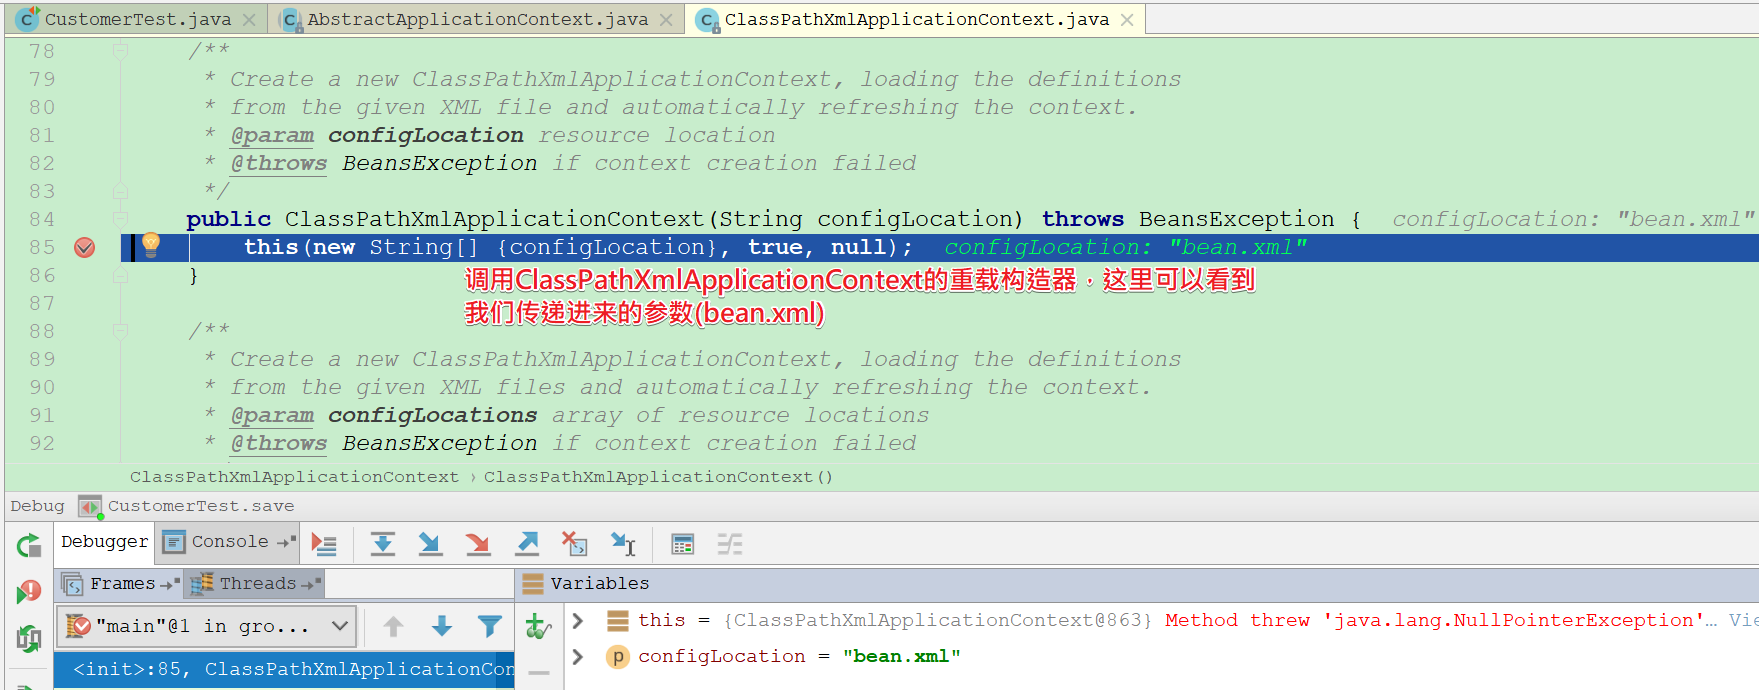 CustomerTest.java
AbstractApplicationContext.java
ClassPathXmlApplicationContext.java
78 /**
79 * Create a new ClassPathXmlApplicationContext, loading the definitions
80 * from the given XML file and automatically refreshing the context.
81 * @param configLocation resource location
82 * @throws BeansException if context creation failed
83 */
84 public ClassPathXmlApplicationContext(String configLocation) throws BeansException { configLocation: "bean.xml"
85 this(new String[] {configLocation}, true, null); configLocation: "bean.xml"
86 }
调用ClassPathXmlApplicationContext的重载构造器，这里可以看到
87
我们传递进来的参数(bean.xml)
88 /**
89 * Create a new ClassPathXmlApplicationContext, loading the definitions
90 * from the given XML files and automatically refreshing the context.
91 * @param configLocations array of resource locations
92 * @throws BeansException if context creation failed
ClassPathXmlApplicationContext › ClassPathXmlApplicationContext()
Debug CustomerTest.save
Debugger Console
Frames Threads Variables
"main"@1 in gro...
this = {ClassPathXmlApplicationContext@863} Method threw 'java.lang.NullPointerException'… Vie
<init>:85, ClassPathXmlApplicationCon
configLocation = "bean.xml"